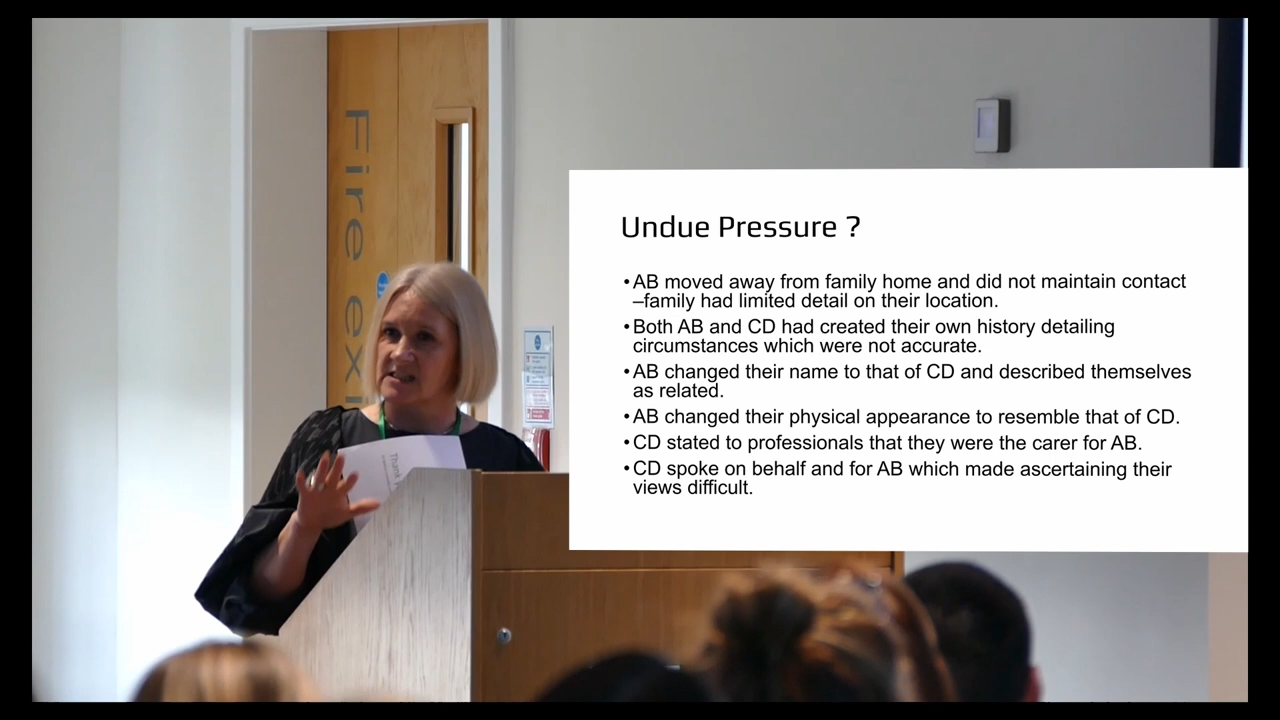 Fire exi
Undue Pressure ?
•AB moved away from family home and did not maintain contact
–family had limited detail on their location.
•Both AB and CD had created their own history detailing
circumstances which were not accurate.
•AB changed their name to that of CD and described themselves
as related.
•AB changed their physical appearance to resemble that of CD.
•CD stated to professionals that they were the carer for AB.
•CD spoke on behalf and for AB which made ascertaining their
views difficult.
Thank